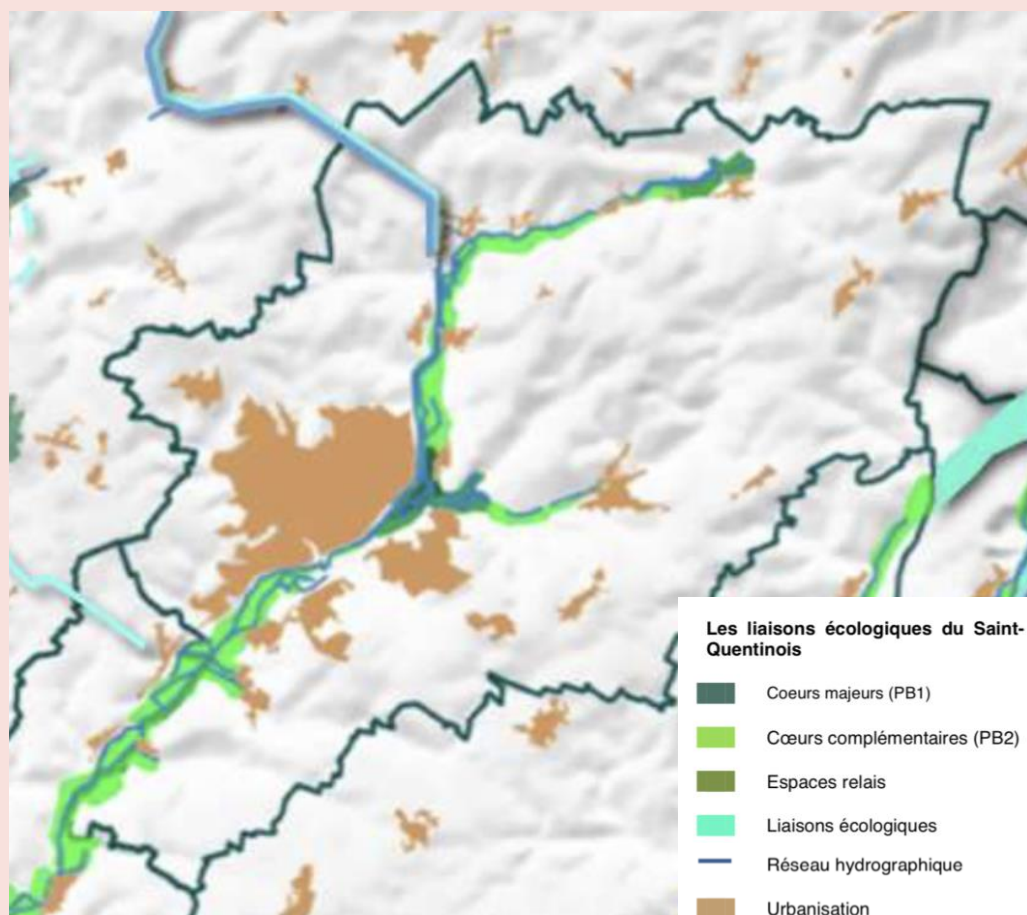 Les liaisons écologiques du Saint-
Quentinois
Coeurs majeurs (PB1)
Cœurs complémentaires (PB2)
Espaces relais
Liaisons écologiques
Réseau hydrographique
Urbanisation